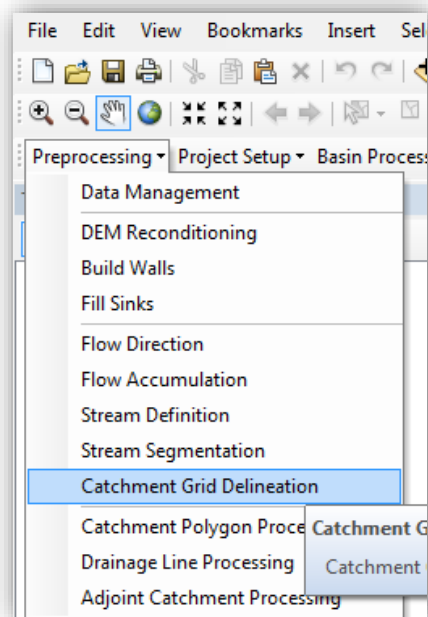 File Edit View Bookmarks Insert
Preprocessing Project Setup Basin
Data Management
DEM Reconditioning
Build Walls
Fill Sinks
Flow Direction
Flow Accumulation
Stream Definition
Stream Segmentation
Catchment Grid Delineation
Catchment Polygon Catchment
Drainage Line Processing Catchment
Adjoint Catchment Processing